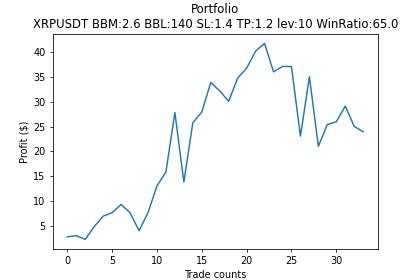 Portfolio
XRPUSDT BBM:2.6 BBL:140 SL:1.4 TP:1.2 lev:10 WinRatio:65.0
40
35
30
25
20
15
10
5
Profit ($)
0 5 10 15 20 25 30
Trade counts